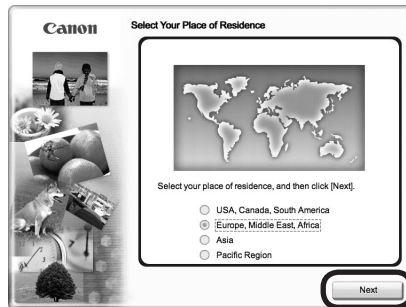 Canon
Select Your Place of Residence
Select your place of residence, and then click [Next].
USA, Canada, South America
Europe, Middle East, Africa
Asia
Pacific Region
Next